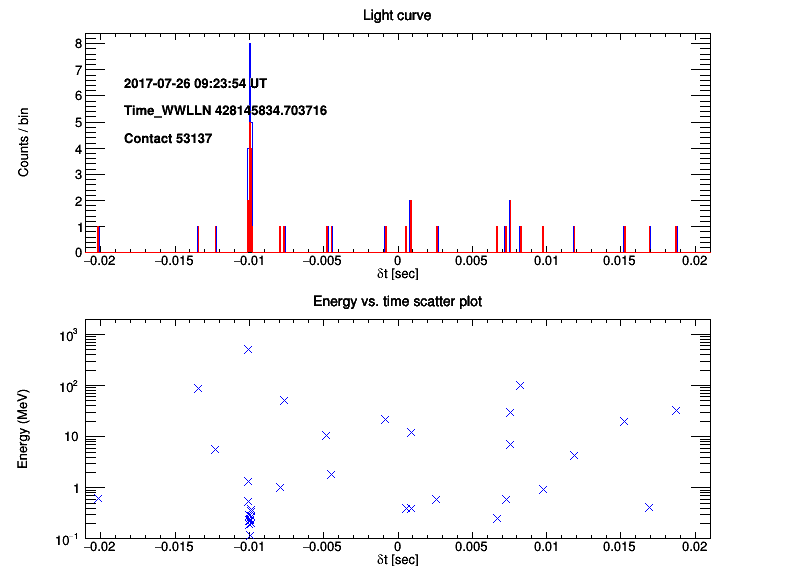 Light curve
Counts / bin
8
7
6
5
4
3
2
1
0
2017-07-26 09:23:54 UT
Time_WWLLN 428145834.703716
Contact 53137
−0.02 −0.015 −0.01 −0.005 0 0.005 0.01 0.015 0.02
δt [sec]
Energy vs. time scatter plot
Energy (MeV)
10³
10²
10
1
10⁻¹
−0.02 −0.015 −0.01 −0.005 0 0.005 0.01 0.015 0.02
δt [sec]